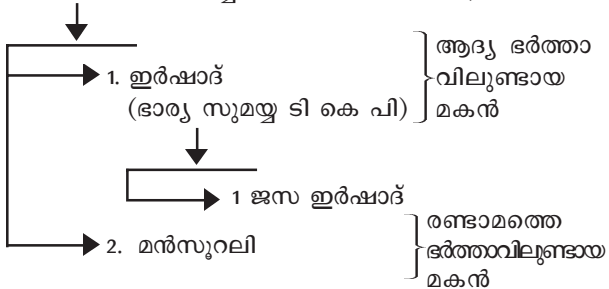 ആദ്യ ഭർത്താ
1. ഇർഷാദ്
വിലുണ്ടായ
(ഭാര്യ സുമയ്യ ടി കെ പി)
മകൻ
1 ജസ ഇർഷാദ്
രണ്ടാമത്തെ
2. മൻസൂറലി
ഭർത്താവിലുണ്ടായ
മകൻ